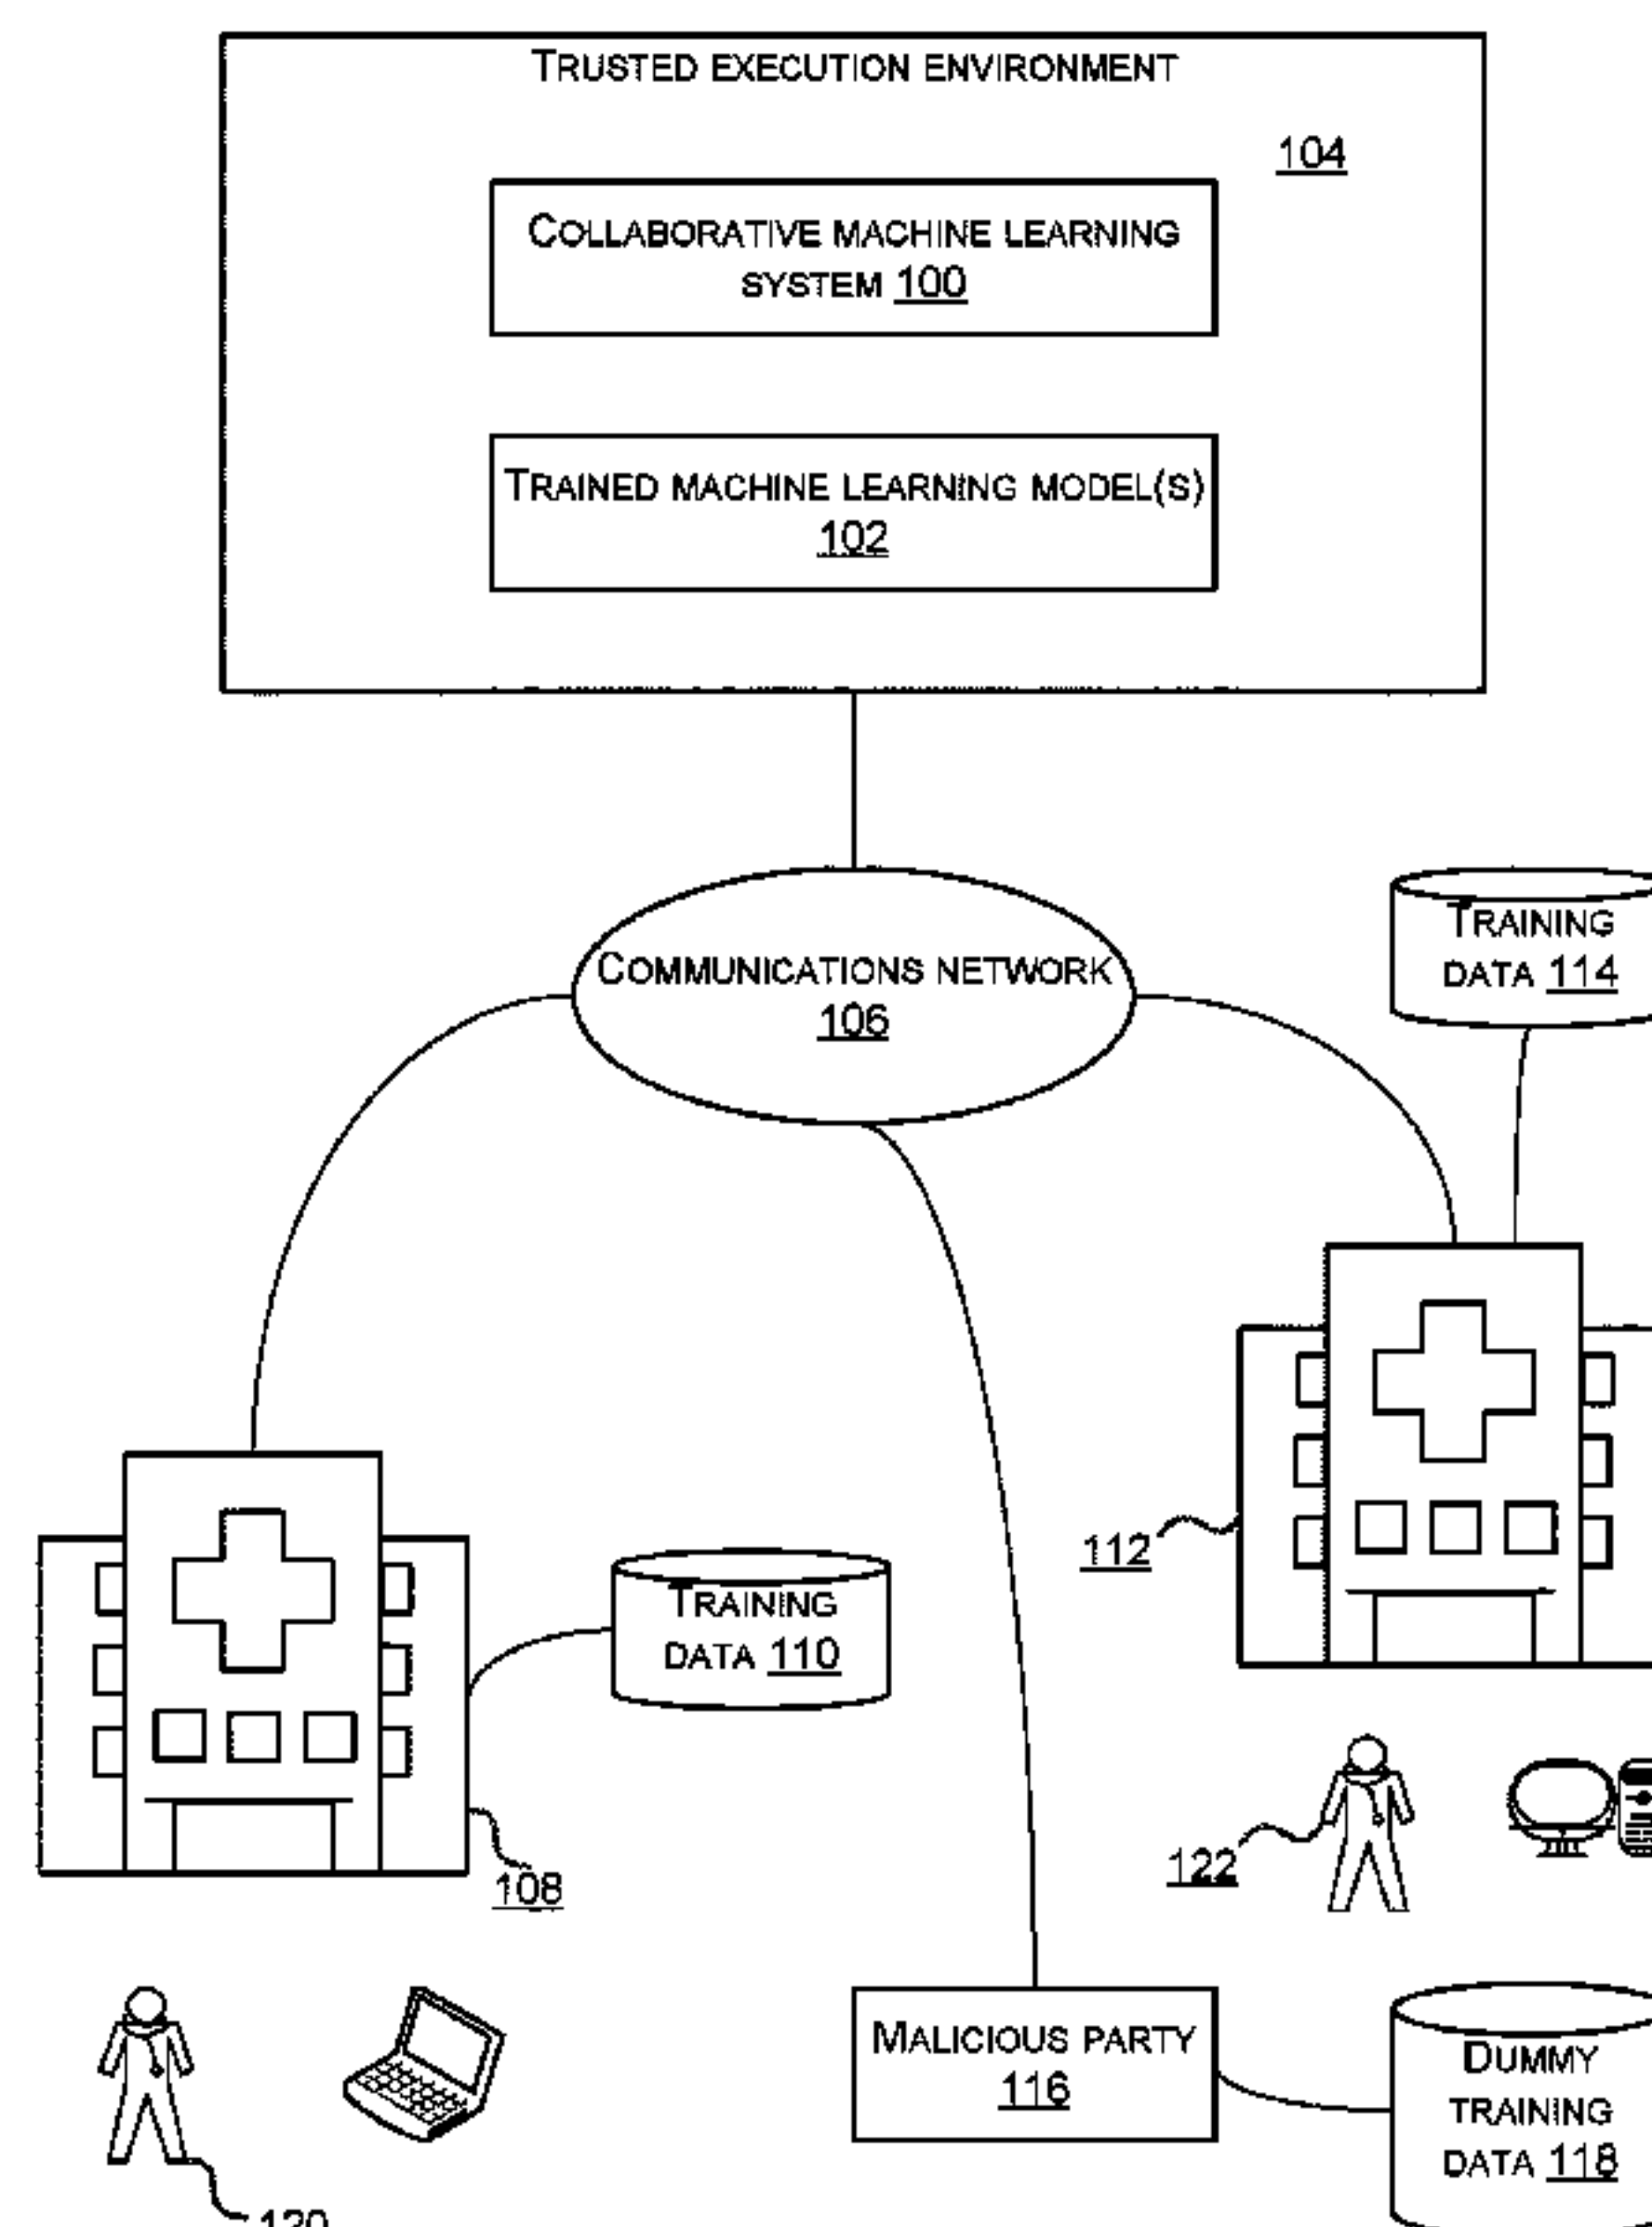 TRUSTED EXECUTION ENVIRONMENT
104
COLLABORATIVE MACHINE LEARNING
SYSTEM 100
TRAINED MACHINE LEARNING MODEL(S)
102
COMMUNICATIONS NETWORK
106
TRAINING
DATA 114
112
TRAINING
DATA 110
108
122
MALICIOUS PARTY
116
DUMMY
TRAINING
DATA 118
120